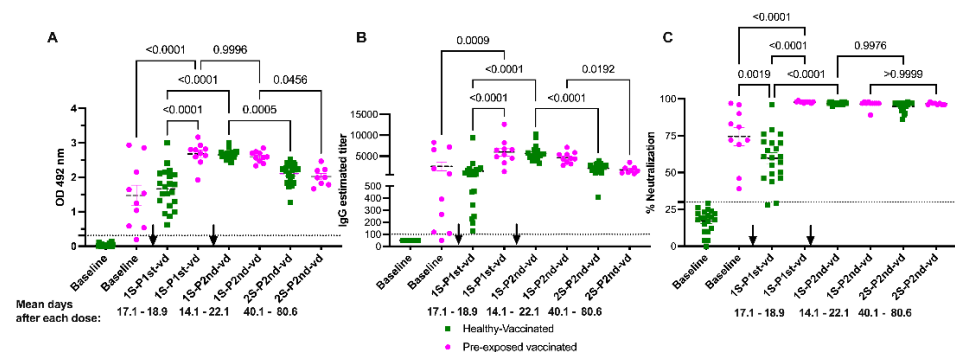 A
B
C
<0.0001 0.9996
<0.0001 0.0456
<0.0001 0.0005
OD 492 nm
4
3
2
1
0
Baseline
Baseline
1S-P1st-vd
1S-P1st-vd
1S-P2nd-vd
1S-P2nd-vd
2S-P2nd-vd
2S-P2nd-vd
0.0009
<0.0001 0.0192
<0.0001 <0.0001
IgG estimated titer
15000
10000
5000
500
400
300
200
100
0
Baseline
Baseline
1S-P1st-vd
1S-P1st-vd
1S-P2nd-vd
1S-P2nd-vd
2S-P2nd-vd
2S-P2nd-vd
<0.0001
<0.0001 0.9976
0.0019 <0.0001 >0.9999
% Neutralization
100
75
50
25
0
Baseline
Baseline
1S-P1st-vd
1S-P1st-vd
1S-P2nd-vd
1S-P2nd-vd
2S-P2nd-vd
2S-P2nd-vd
Mean days
after each dose:
17.1 - 18.9 14.1 - 22.1 40.1 - 80.6
17.1 - 18.9 14.1 - 22.1 40.1 - 80.6
17.1 - 18.9 14.1 - 22.1 40.1 - 80.6
Healthy-Vaccinated
Pre-exposed vaccinated